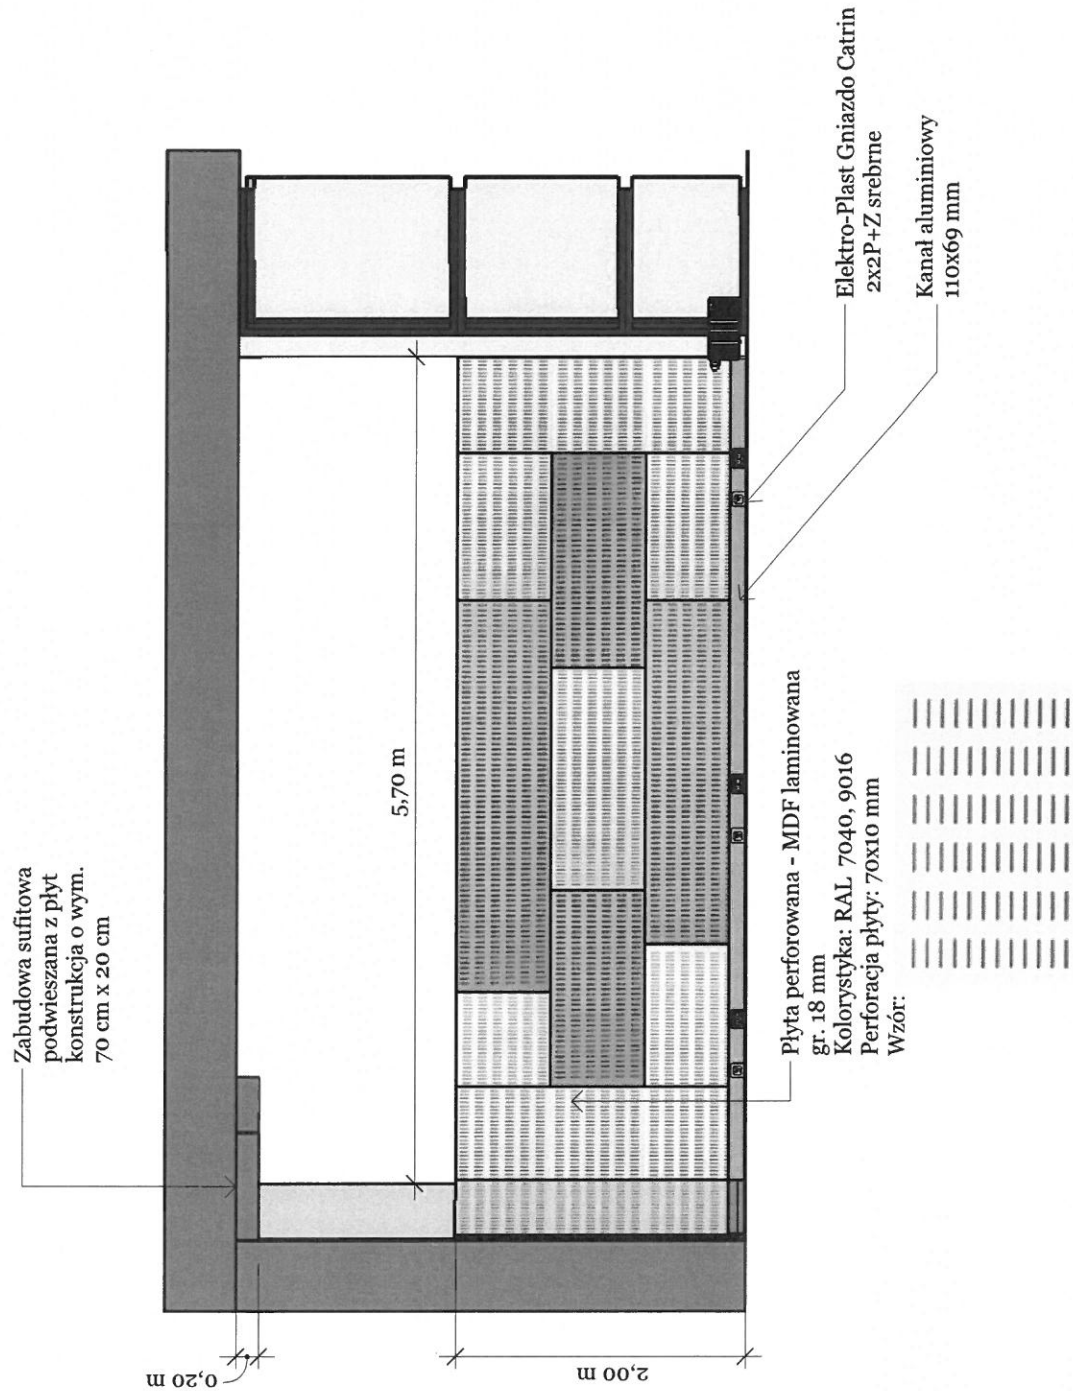 Zabudowa sufitowa
podwieszana z płyt
konstrukcja o wym.
70 cm x 20 cm
0,20 m
5,70 m
2,00 m
Płyta perforowana - MDF laminowana
gr. 18 mm
Kolorystyka: RAL 7040, 9016
Perforacja płyty: 70x10 mm
Wzór:
Elektro-Plast Gniazdo Catrin
2x2P+Z srebrne
Kanał aluminiowy
110x69 mm